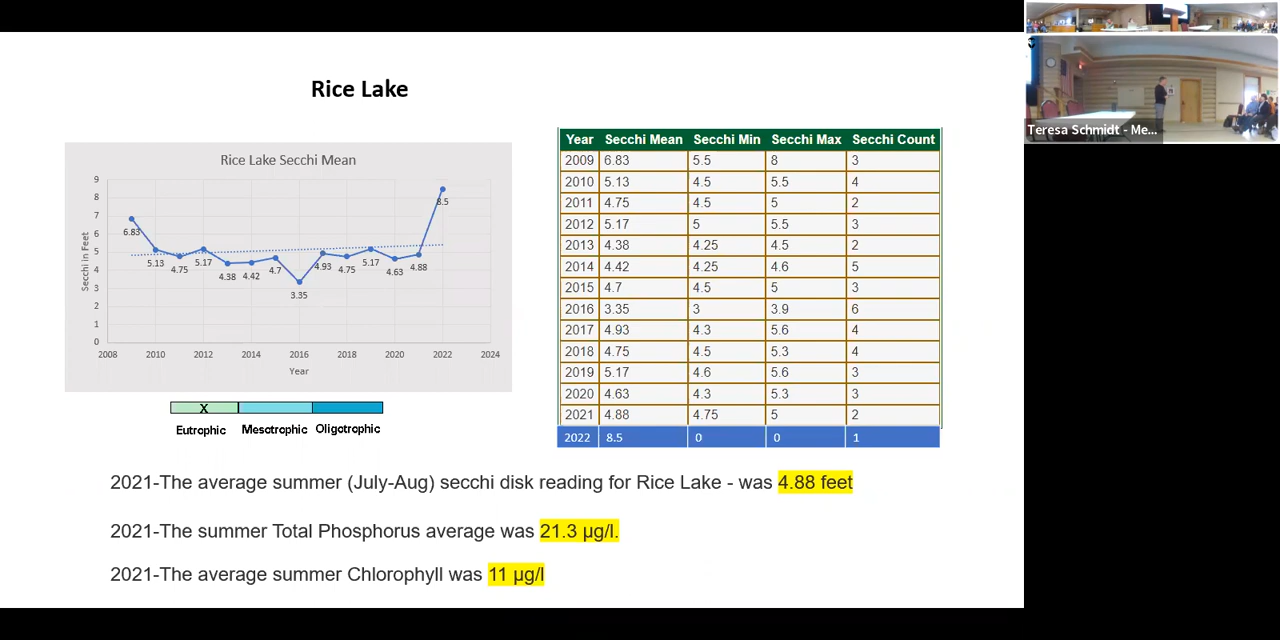 Rice Lake
Rice Lake Secchi Mean
9
8
7
6
5
4
3
2
1
0
Secchi in Feet
6.83
5.13
4.75
5.17
4.38
4.42
4.7
3.35
4.93
4.75
5.17
4.63
4.88
8.5
2008 2010 2012 2014 2016 2018 2020 2022 2024
Year
X
Eutrophic Mesotrophic Oligotrophic
Year Secchi Mean Secchi Min Secchi Max Secchi Count
2009 6.83 5.5 8 3
2010 5.13 4.5 5.5 4
2011 4.75 4.5 5 2
2012 5.17 5 5.5 3
2013 4.38 4.25 4.5 2
2014 4.42 4.25 4.6 5
2015 4.7 4.5 5 3
2016 3.35 3 3.9 6
2017 4.93 4.3 5.6 4
2018 4.75 4.5 5.3 4
2019 5.17 4.6 5.6 3
2020 4.63 4.3 5.3 3
2021 4.88 4.75 5 2
2022 8.5 0 0 1
2021-The average summer (July-Aug) secchi disk reading for Rice Lake - was 4.88 feet
2021-The summer Total Phosphorus average was 21.3 µg/l.
2021-The average summer Chlorophyll was 11 µg/l
Teresa Schmidt - Me...